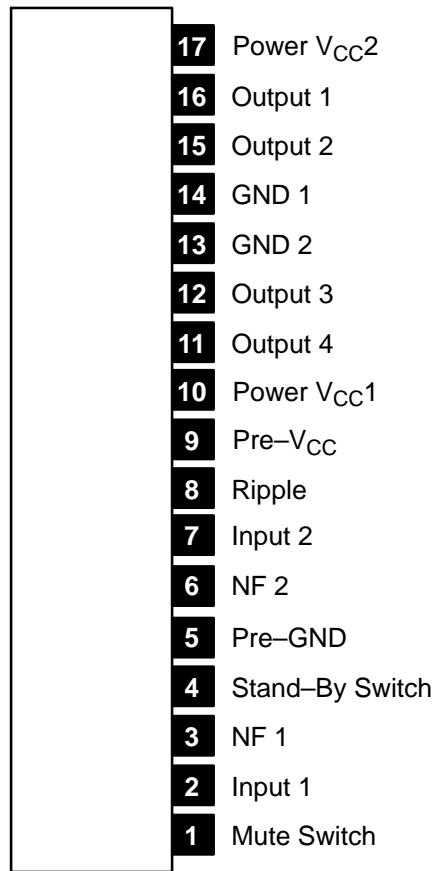 17 Power VCC2
16 Output 1
15 Output 2
14 GND 1
13 GND 2
12 Output 3
11 Output 4
10 Power VCC1
9 Pre–VCC
8 Ripple
7 Input 2
6 NF 2
5 Pre–GND
4 Stand–By Switch
3 NF 1
2 Input 1
1 Mute Switch